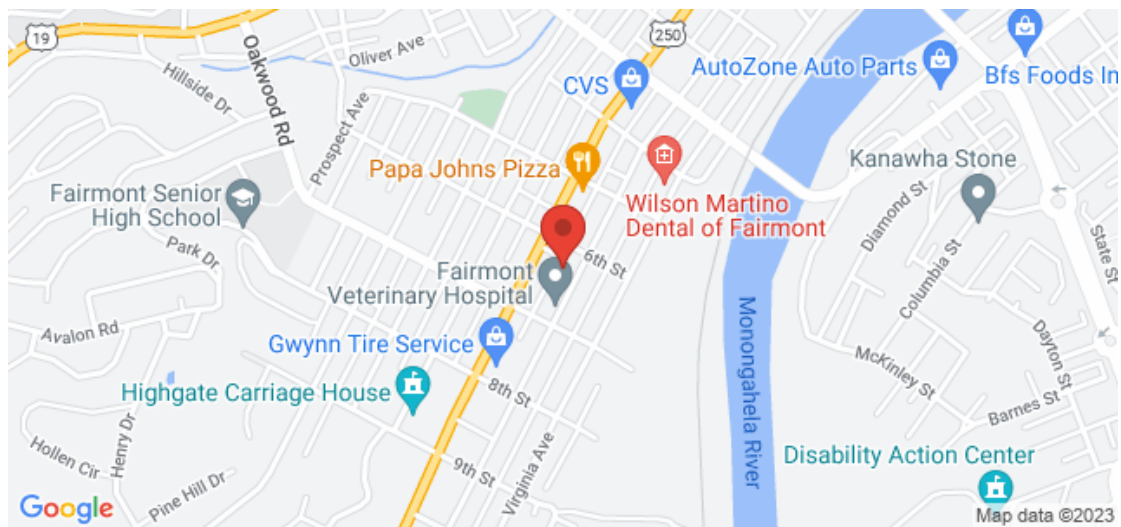 19
Oakwood Rd
Oliver Ave
Hillside Dr
Prospect Ave
250
CVS
AutoZone Auto Parts
Bfs Foods In
Papa Johns Pizza
Kanawha Stone
Fairmont Senior
High School
Wilson Martino
Dental of Fairmont
Diamond St
Park Dr
6th St
Columbia St
State St
Fairmont
Veterinary Hospital
Avalon Rd
Gwynn Tire Service
Monongahela River
Dayton St
McKinley St
Highgate Carriage House
8th St
Barnes St
Henry Dr
Hollen Cir
Virginia Ave
9th St
Disability Action Center
Pine Hill Dr
Google
Map data ©2023